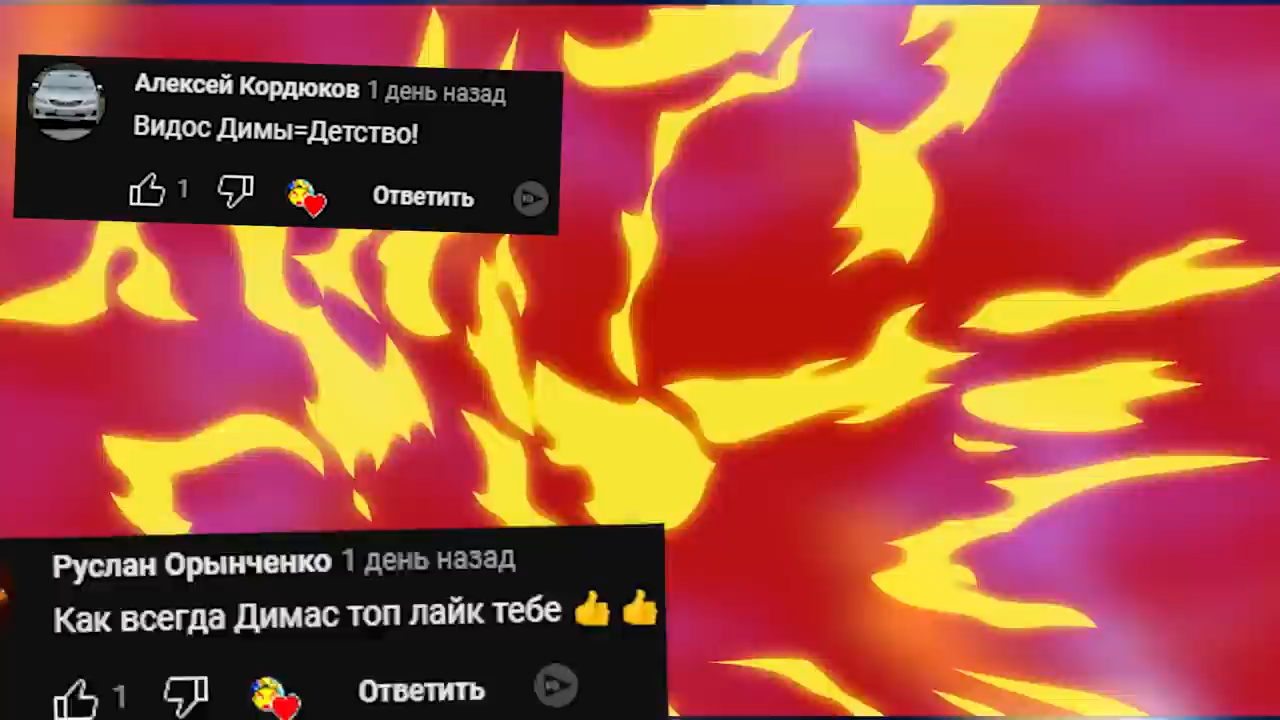 Алексей Кордюков 1 день назад
Видос Димы=Детство!
1 Ответить
Руслан Орынченко 1 день назад
Как всегда Димас топ лайк тебе 👍 👍
1 Ответить